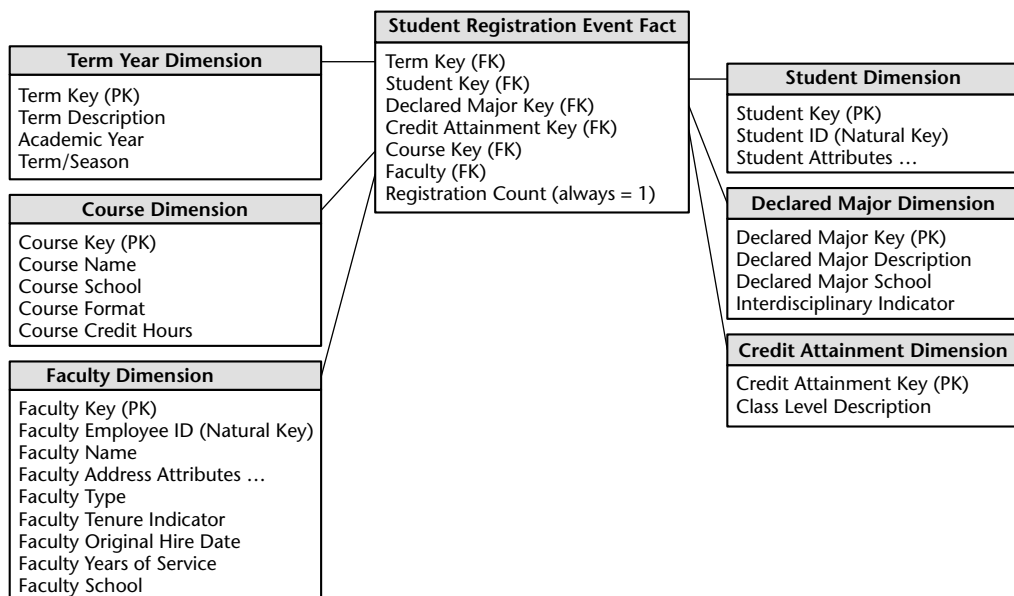 Student Registration Event Fact
Term Key (FK)
Student Key (FK)
Declared Major Key (FK)
Credit Attainment Key (FK)
Course Key (FK)
Faculty (FK)
Registration Count (always = 1)
Term Year Dimension
Term Key (PK)
Term Description
Academic Year
Term/Season
Course Dimension
Course Key (PK)
Course Name
Course School
Course Format
Course Credit Hours
Faculty Dimension
Faculty Key (PK)
Faculty Employee ID (Natural Key)
Faculty Name
Faculty Address Attributes …
Faculty Type
Faculty Tenure Indicator
Faculty Original Hire Date
Faculty Years of Service
Faculty School
Student Dimension
Student Key (PK)
Student ID (Natural Key)
Student Attributes …
Declared Major Dimension
Declared Major Key (PK)
Declared Major Description
Declared Major School
Interdisciplinary Indicator
Credit Attainment Dimension
Credit Attainment Key (PK)
Class Level Description